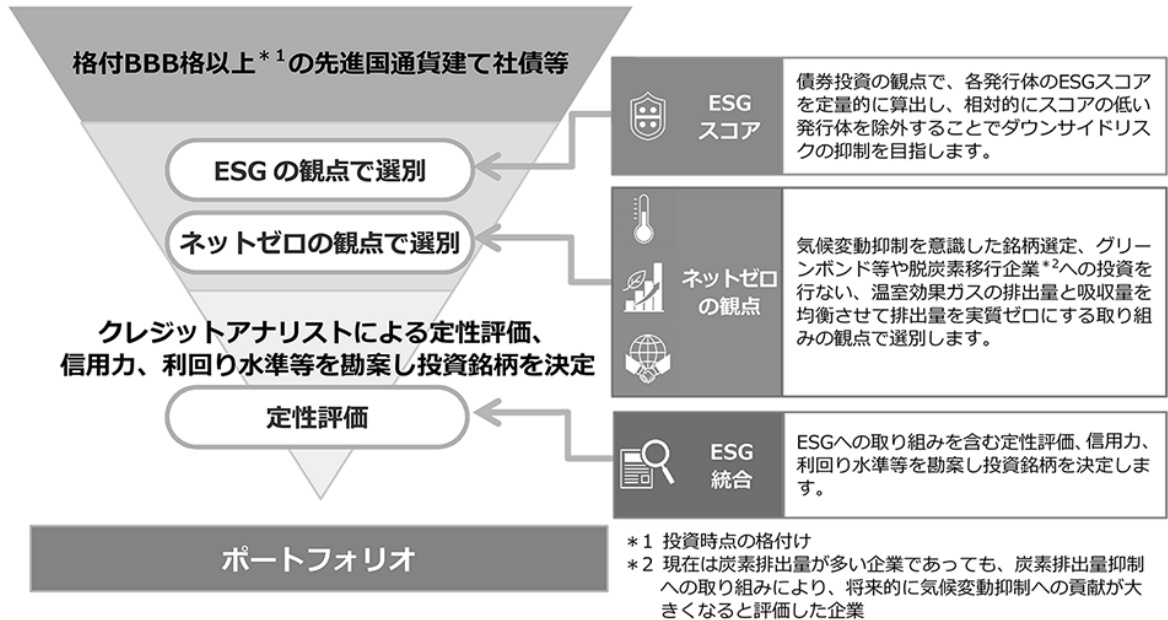 格付BBB格以上＊1の先進国通貨建て社債等
ESG の観点で選別
ネットゼロの観点で選別
クレジットアナリストによる定性評価、
信用力、利回り水準等を勘案し投資銘柄を決定
定性評価
ポートフォリオ
ESG
スコア
債券投資の観点で、各発行体のESGスコア
を定量的に算出し、相対的にスコアの低い
発行体を除外することでダウンサイドリス
クの抑制を目指します。
ネットゼロ
の観点
気候変動抑制を意識した銘柄選定、グリー
ンボンド等や脱炭素移行企業＊2への投資を
行ない、温室効果ガスの排出量と吸収量を
均衡させて排出量を実質ゼロにする取り組
みの観点で選別します。
ESG
統合
ESGへの取り組みを含む定性評価、信用力、
利回り水準等を勘案し投資銘柄を決定しま
す。
＊1 投資時点の格付け
＊2 現在は炭素排出量が多い企業であっても、炭素排出量抑制
への取り組みにより、将来的に気候変動抑制への貢献が大
きくなると評価した企業